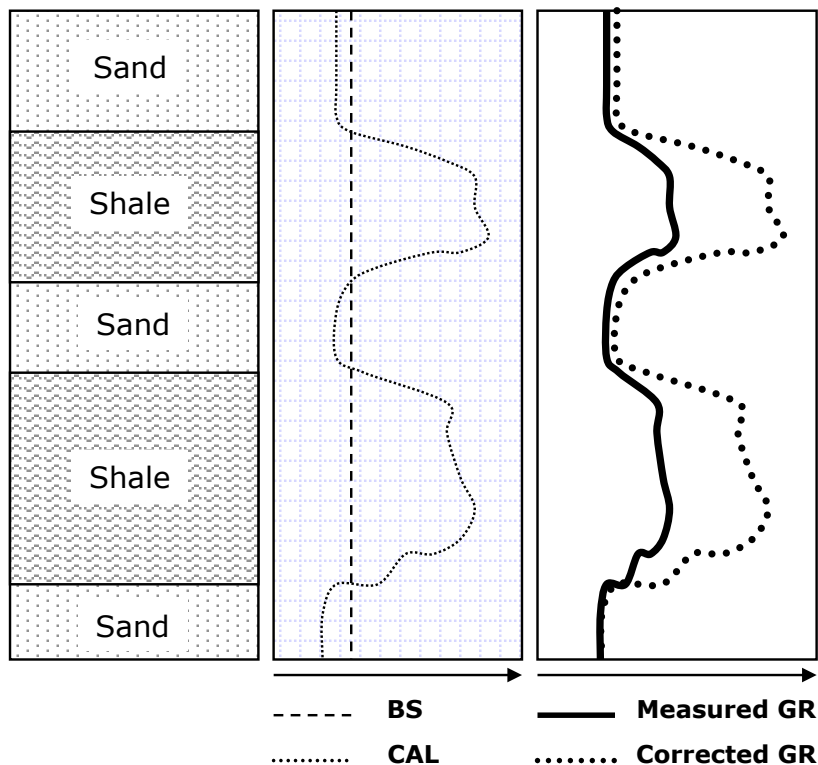 Sand
Shale
Sand
Shale
Sand
BS
CAL
Measured GR
Corrected GR